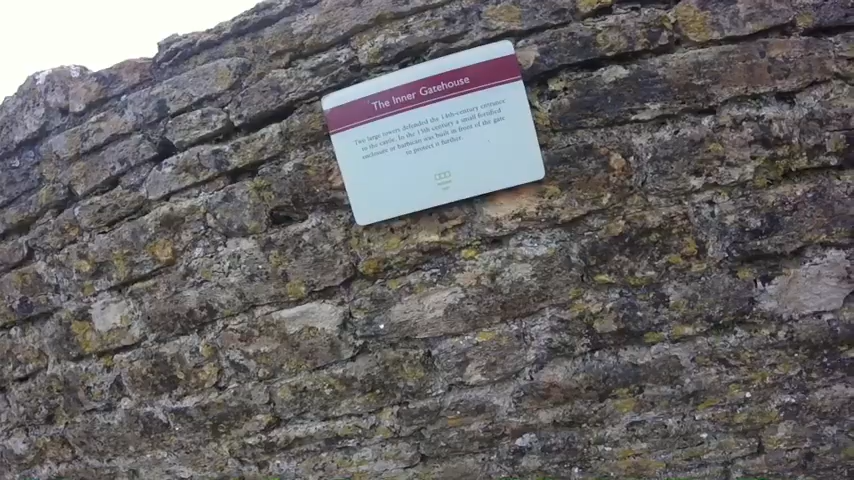 The Inner Gatehouse
Two large towers defended the 14th-century entrance
to the castle. In the 15th century a small fortified
enclosure or barbican was built in front of the gate
to protect it further.